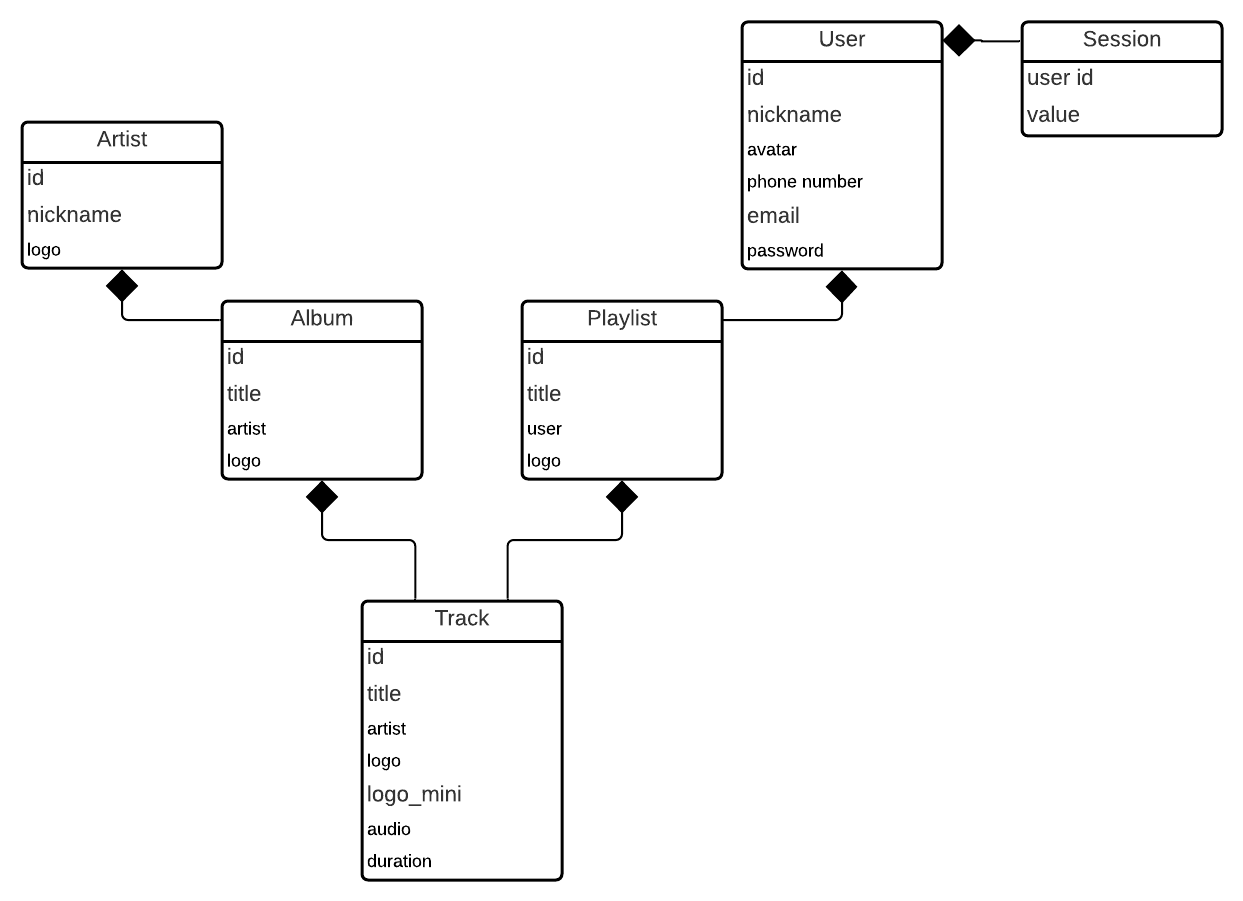 User
id
nickname
avatar
phone number
email
password
Session
user id
value
Artist
id
nickname
logo
Album
id
title
artist
logo
Playlist
id
title
user
logo
Track
id
title
artist
logo
logo_mini
audio
duration